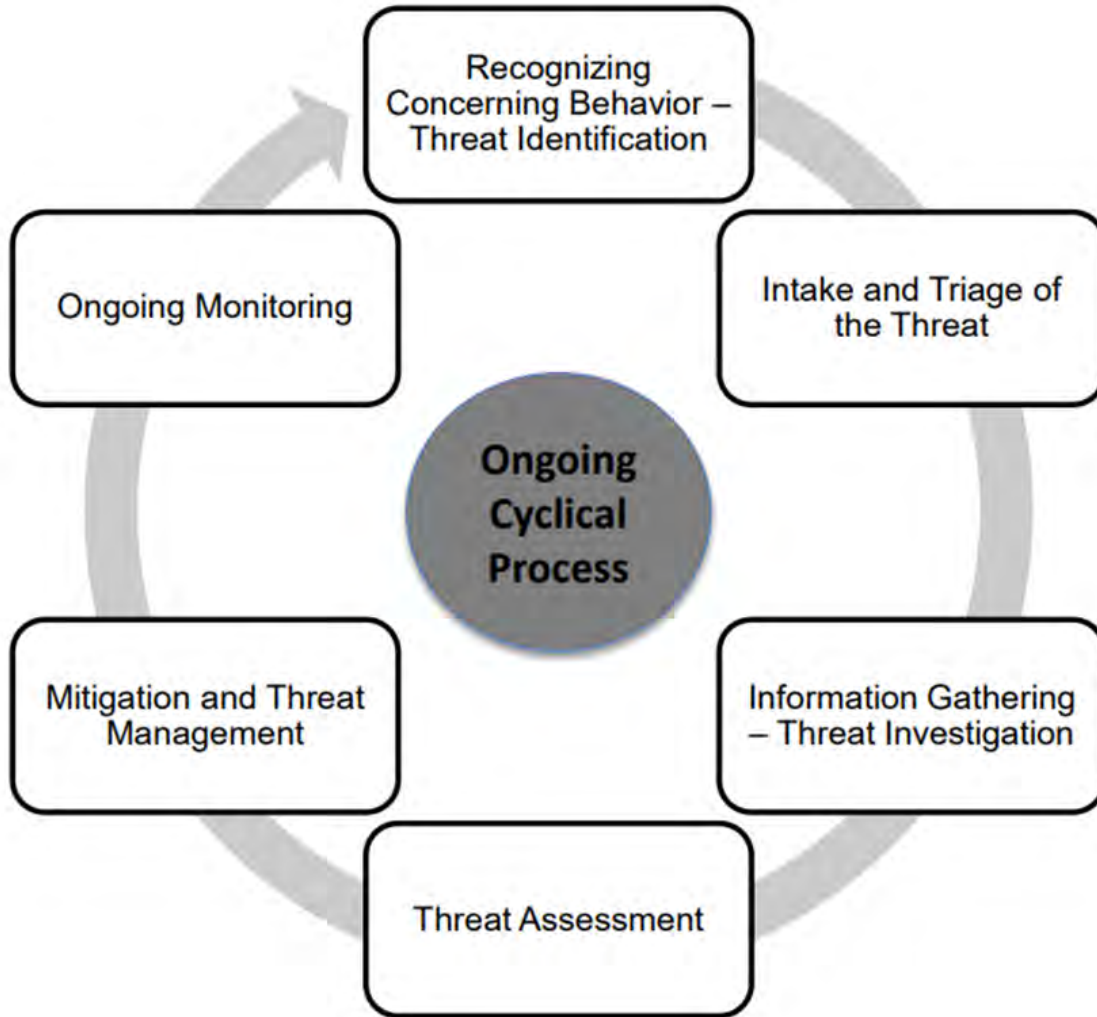 Recognizing
Concerning Behavior –
Threat Identification
Intake and Triage of
the Threat
Information Gathering
– Threat Investigation
Threat Assessment
Mitigation and Threat
Management
Ongoing Monitoring
Ongoing
Cyclical
Process